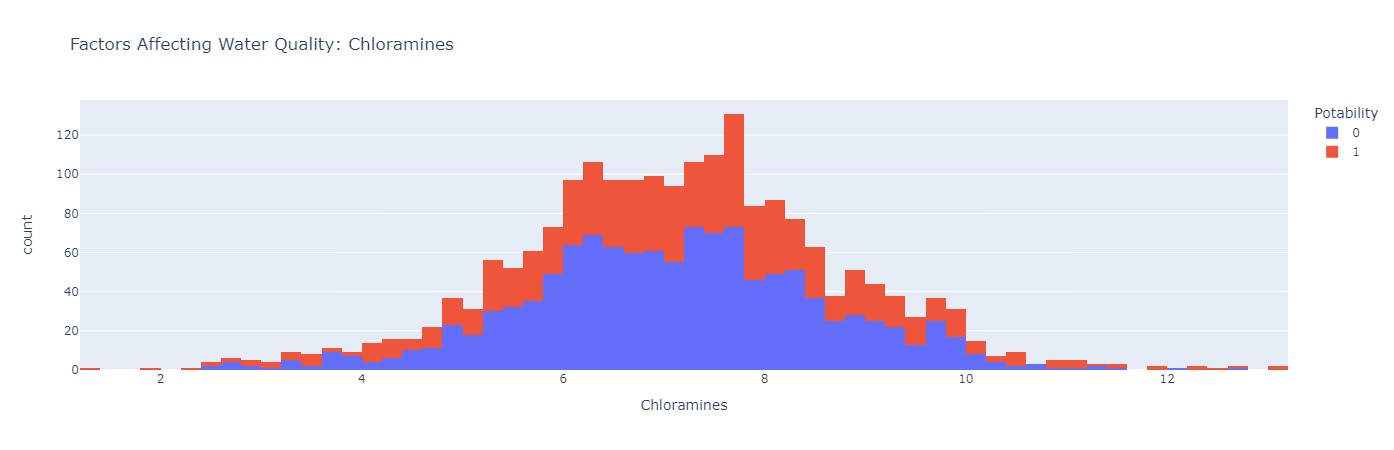 Factors Affecting Water Quality: Chloramines
Potability
0
1
count
120
100
80
60
40
20
0
2 4 6 8 10 12
Chloramines